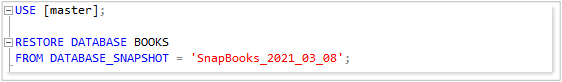 USE [master];
RESTORE DATABASE BOOKS
FROM DATABASE_SNAPSHOT = 'SnapBooks_2021_03_08';